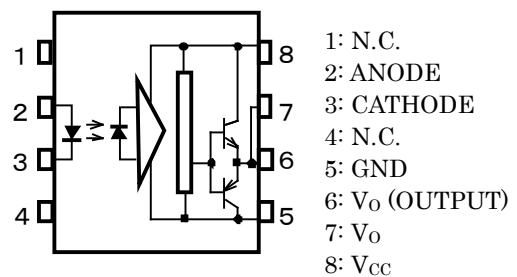 1
2
3
4
8
7
6
5
1: N.C.
2: ANODE
3: CATHODE
4: N.C.
5: GND
6: VO (OUTPUT)
7: VO
8: VCC